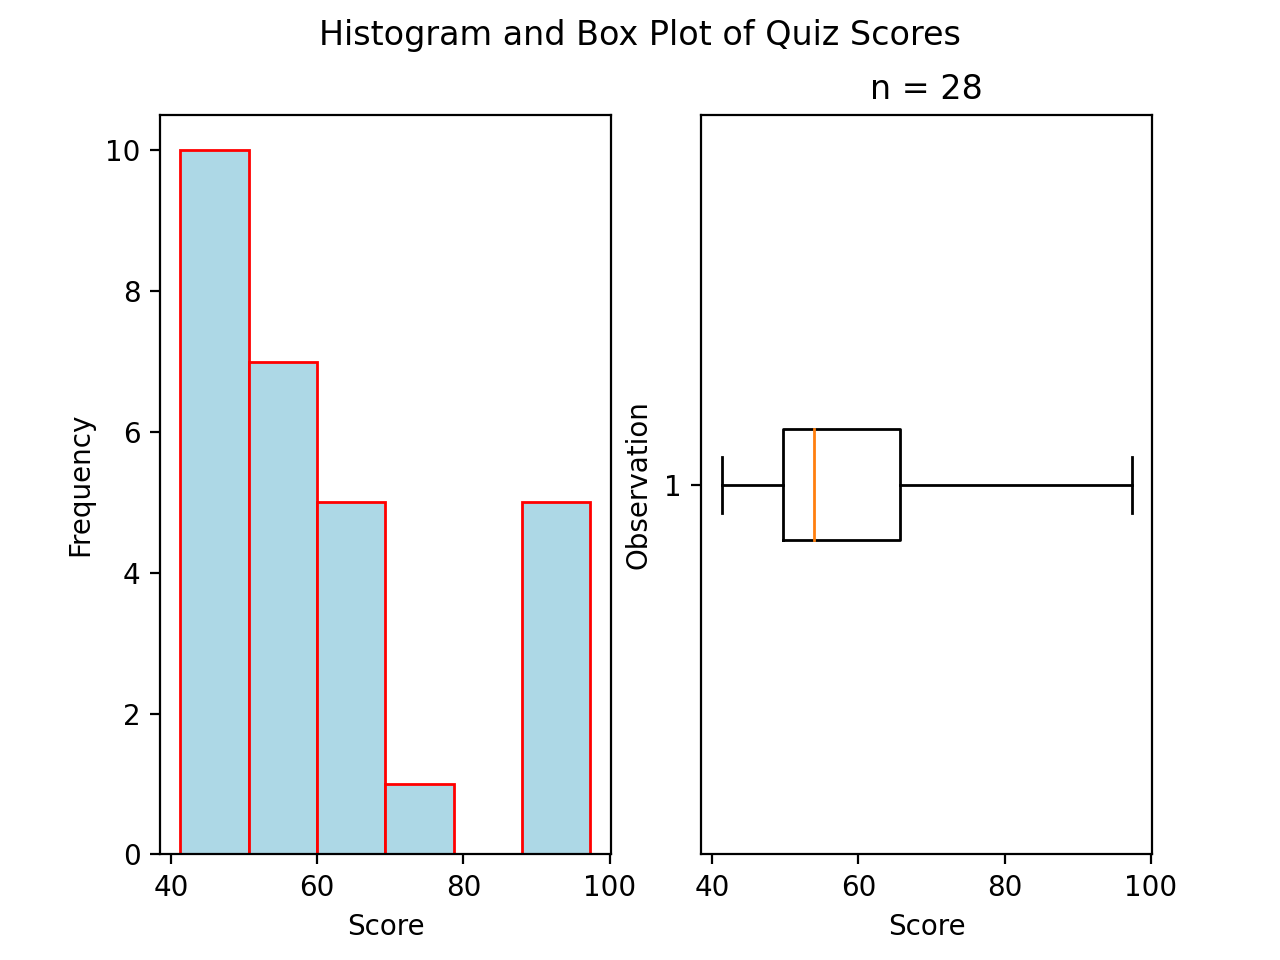 Histogram and Box Plot of Quiz Scores
n = 28
10
8
6
4
2
0
Frequency
40 60 80 100
Score
Observation
1
40 60 80 100
Score